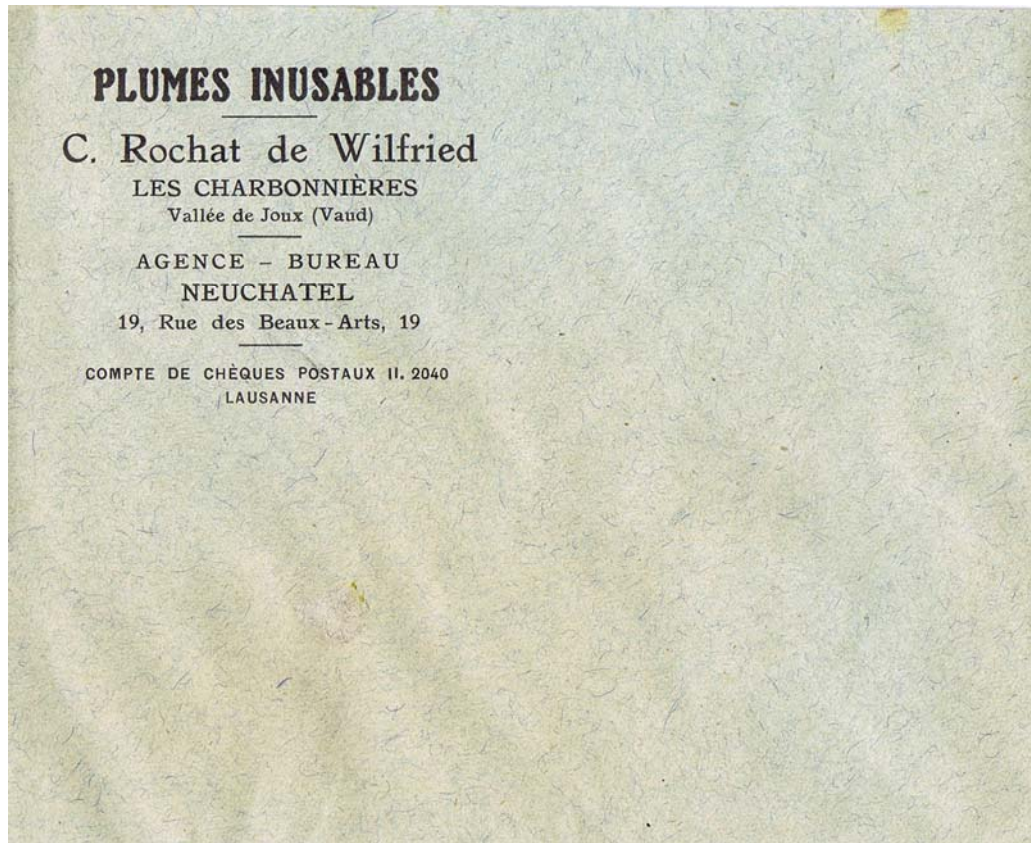 PLUMES INUSABLES
C. Rochat de Wilfried
LES CHARBONNIÈRES
Vallée de Joux (Vaud)
AGENCE – BUREAU
NEUCHATEL
19, Rue des Beaux-Arts, 19
COMPTE DE CHÈQUES POSTAUX II. 2040
LAUSANNE